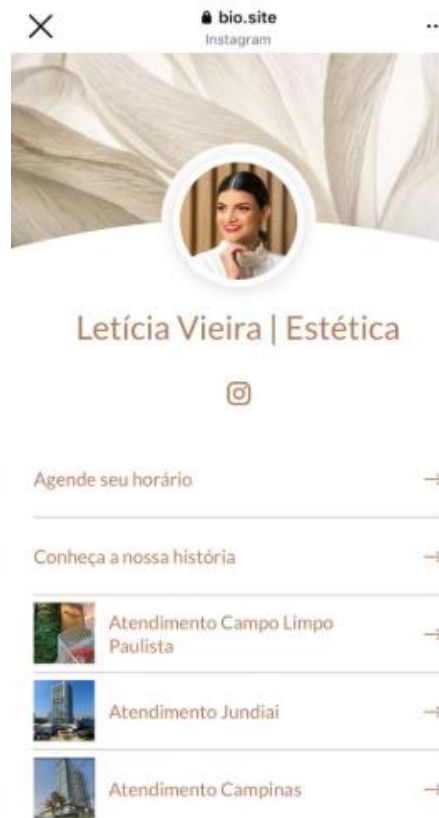 bio.site
Instagram
Letícia Vieira | Estética
Agende seu horário
Conheça a nossa história
Atendimento Campo Limpo
Paulista
Atendimento Jundiai
Atendimento Campinas